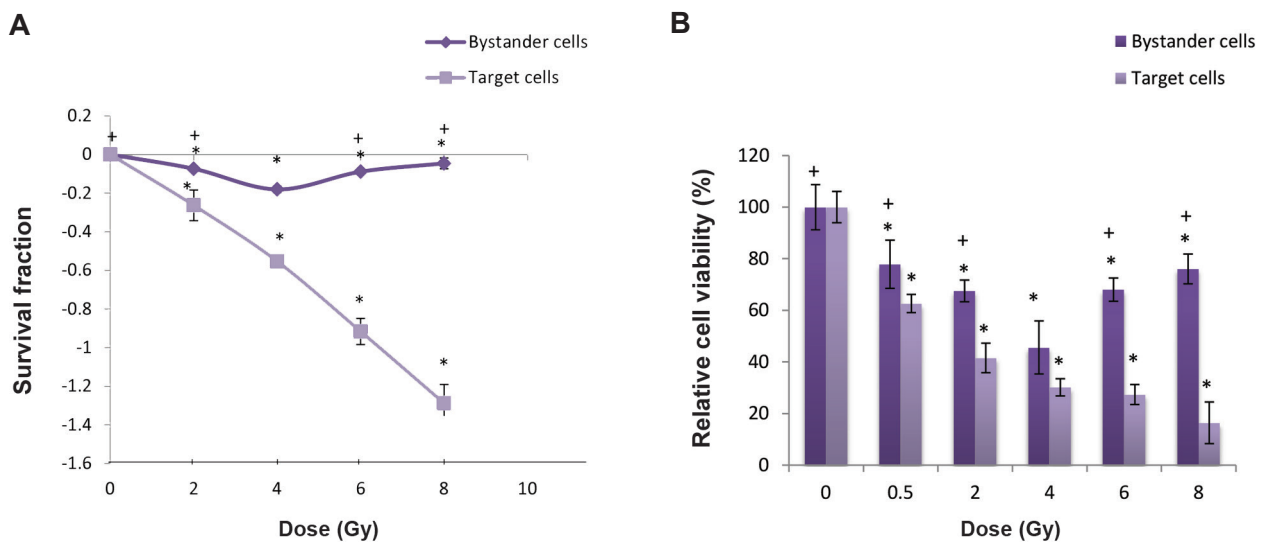 A
Bystander cells
Target cells
0.2
0
-0.2
-0.4
-0.6
-0.8
-1
-1.2
-1.4
-1.6
+ + * * + * + *
* * * *
0 2 4 6 8 10
Survival fraction
Dose (Gy)
B
Bystander cells
Target cells
120
100
80
60
40
20
0
+ + * + * * + * + *
* * * * *
0 0.5 2 4 6 8
Relative cell viability (%)
Dose (Gy)